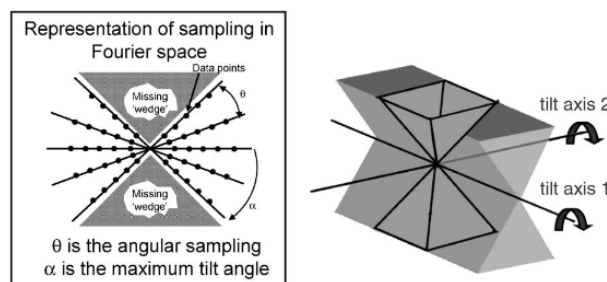 Representation of sampling in
Fourier space
Data points
Missing
'wedge'
θ
α
Missing
'wedge'
θ is the angular sampling
α is the maximum tilt angle
tilt axis 2
tilt axis 1